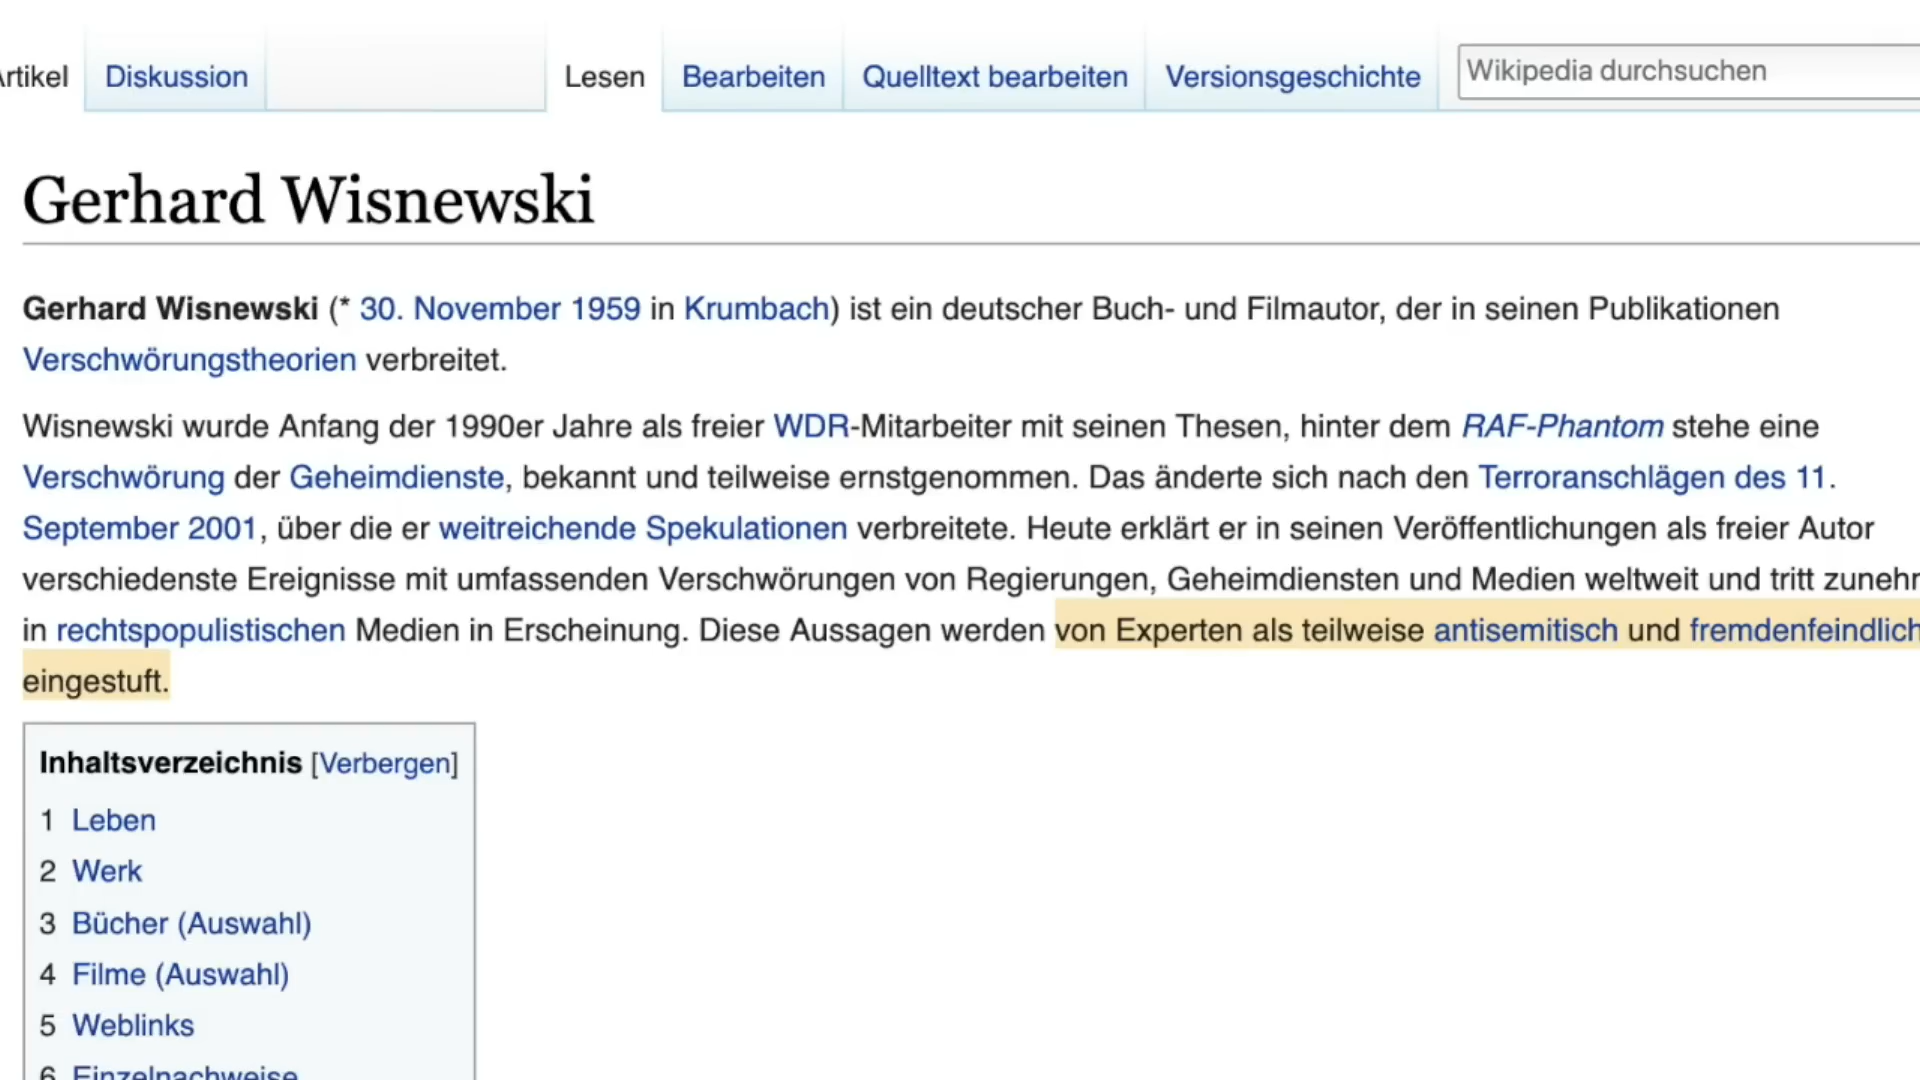 Artikel Diskussion Lesen Bearbeiten Quelltext bearbeiten Versionsgeschichte Wikipedia durchsuchen
Gerhard Wisnewski
Gerhard Wisnewski (* 30. November 1959 in Krumbach) ist ein deutscher Buch- und Filmautor, der in seinen Publikationen
Verschwörungstheorien verbreitet.
Wisnewski wurde Anfang der 1990er Jahre als freier WDR-Mitarbeiter mit seinen Thesen, hinter dem RAF-Phantom stehe eine
Verschwörung der Geheimdienste, bekannt und teilweise ernstgenommen. Das änderte sich nach den Terroranschlägen des 11.
September 2001, über die er weitreichende Spekulationen verbreitete. Heute erklärt er in seinen Veröffentlichungen als freier Autor
verschiedenste Ereignisse mit umfassenden Verschwörungen von Regierungen, Geheimdiensten und Medien weltweit und tritt
in rechtspopulistischen Medien in Erscheinung. Diese Aussagen werden von Experten als teilweise antisemitisch und fremdenfeindlich
eingestuft.
Inhaltsverzeichnis [Verbergen]
1 Leben
2 Werk
3 Bücher (Auswahl)
4 Filme (Auswahl)
5 Weblinks
6 Einzelnachweise